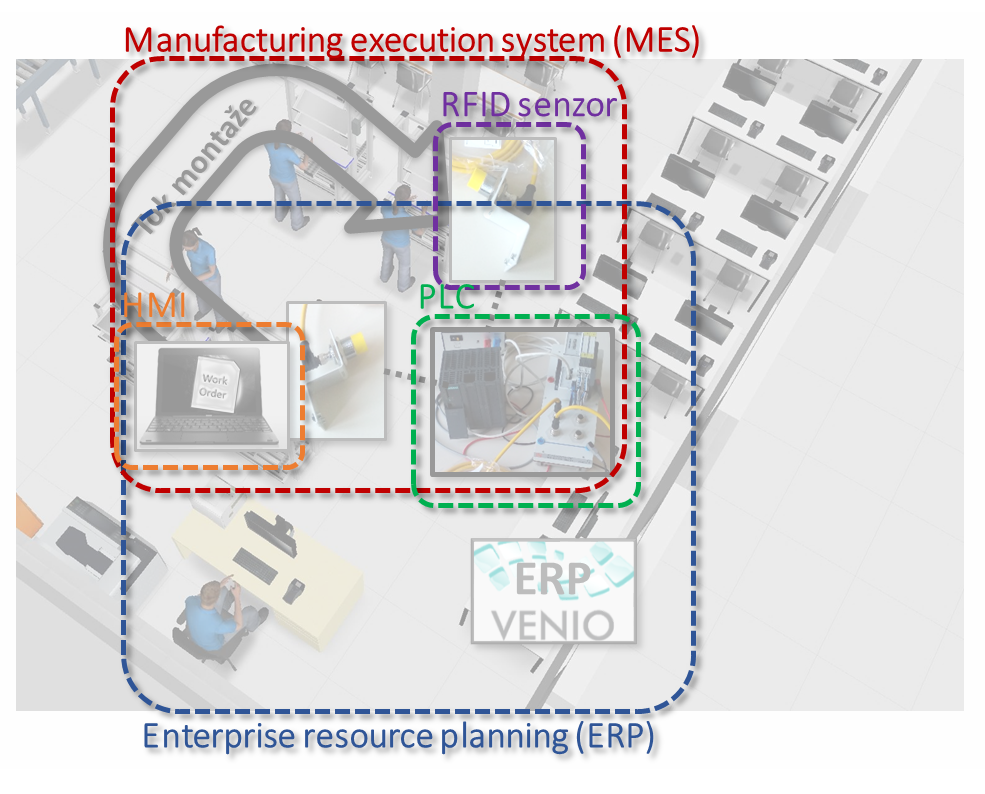 Manufacturing execution system (MES)
RFID senzor
Tok montaže
HMI
PLC
Work
Order
ERP
VENIO
Enterprise resource planning (ERP)